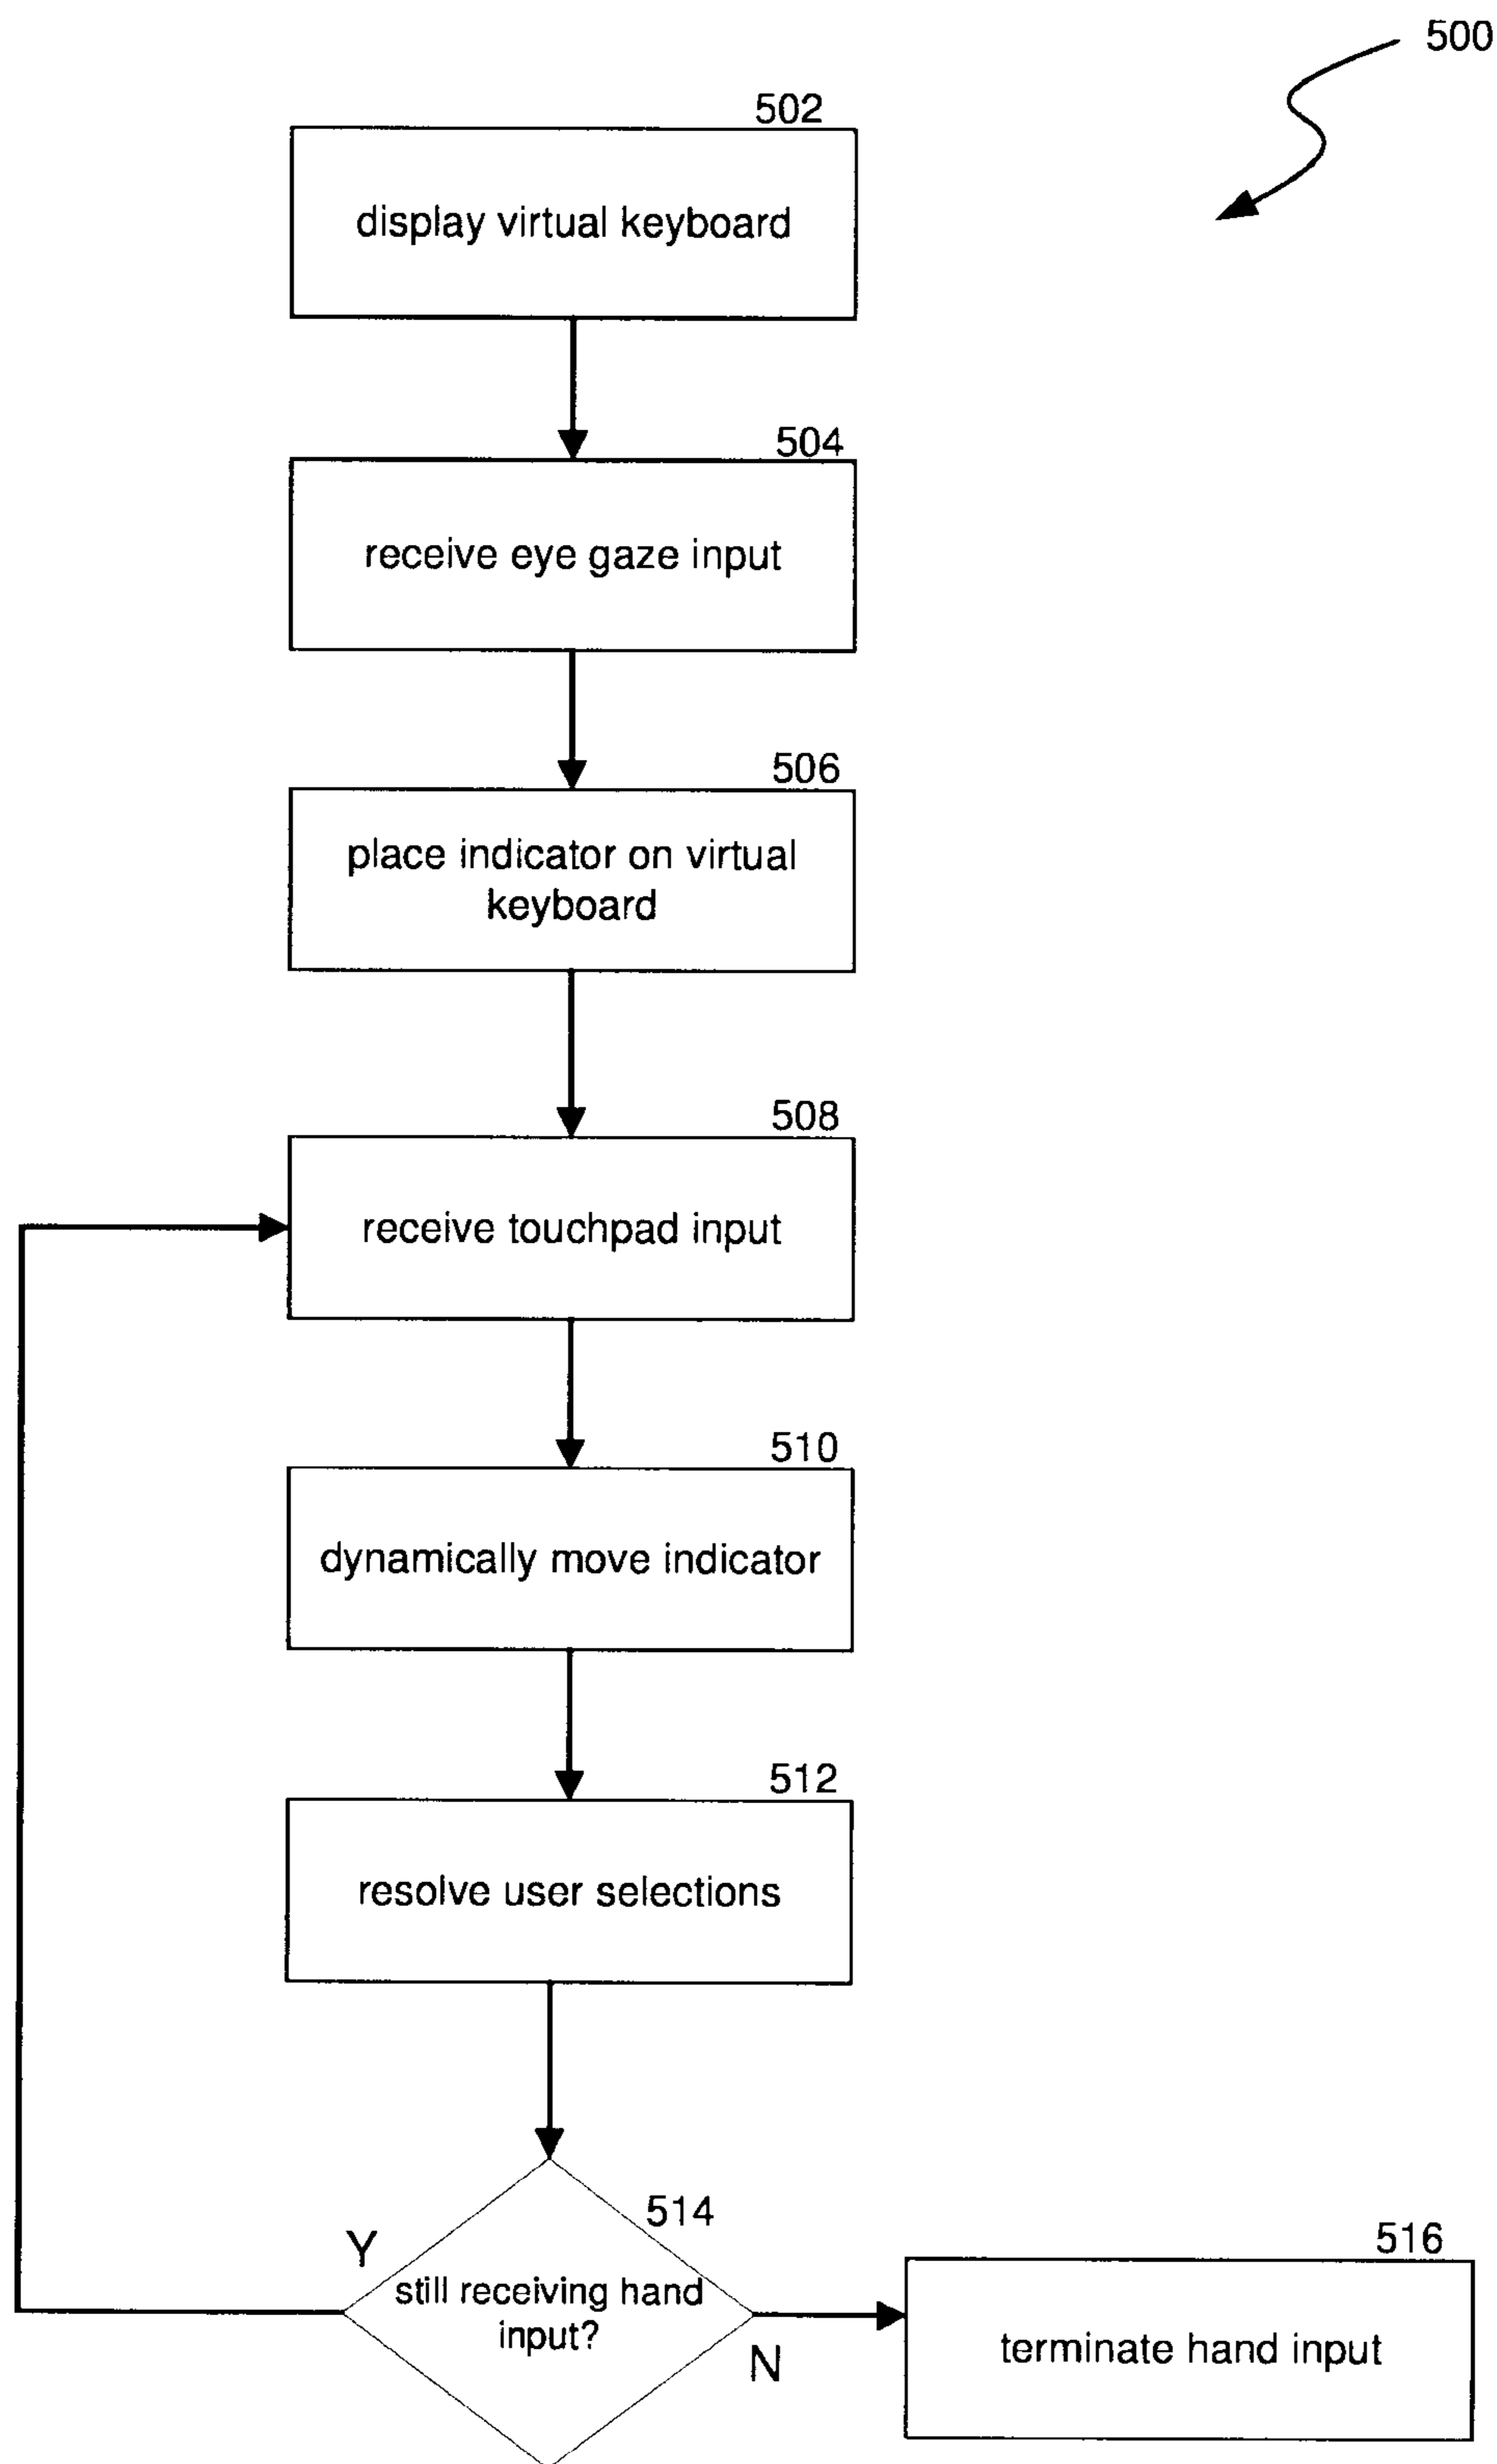 500
502
display virtual keyboard
504
receive eye gaze input
506
place indicator on virtual
keyboard
508
receive touchpad input
510
dynamically move indicator
512
resolve user selections
514
Y
still receiving hand
input?
N
516
terminate hand input